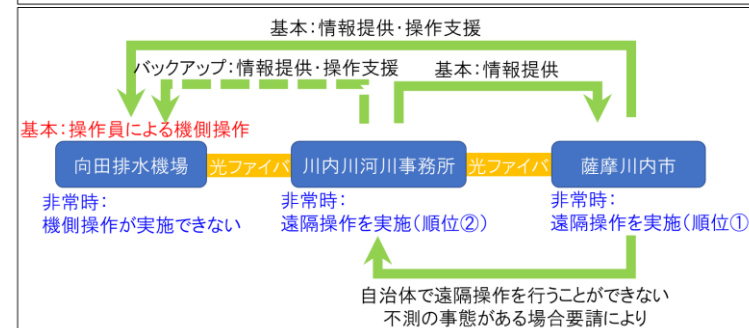 基本：情報提供・操作支援
バックアップ：情報提供・操作支援
基本：情報提供
基本：操作員による機側操作
向田排水機場
光ファイバ
川内川河川事務所
光ファイバ
薩摩川内市
非常時：
機側操作が実施できない
非常時：
遠隔操作を実施（順位②）
非常時：
遠隔操作を実施（順位①
自治体で遠隔操作を行うことができない
不測の事態がある場合要請により